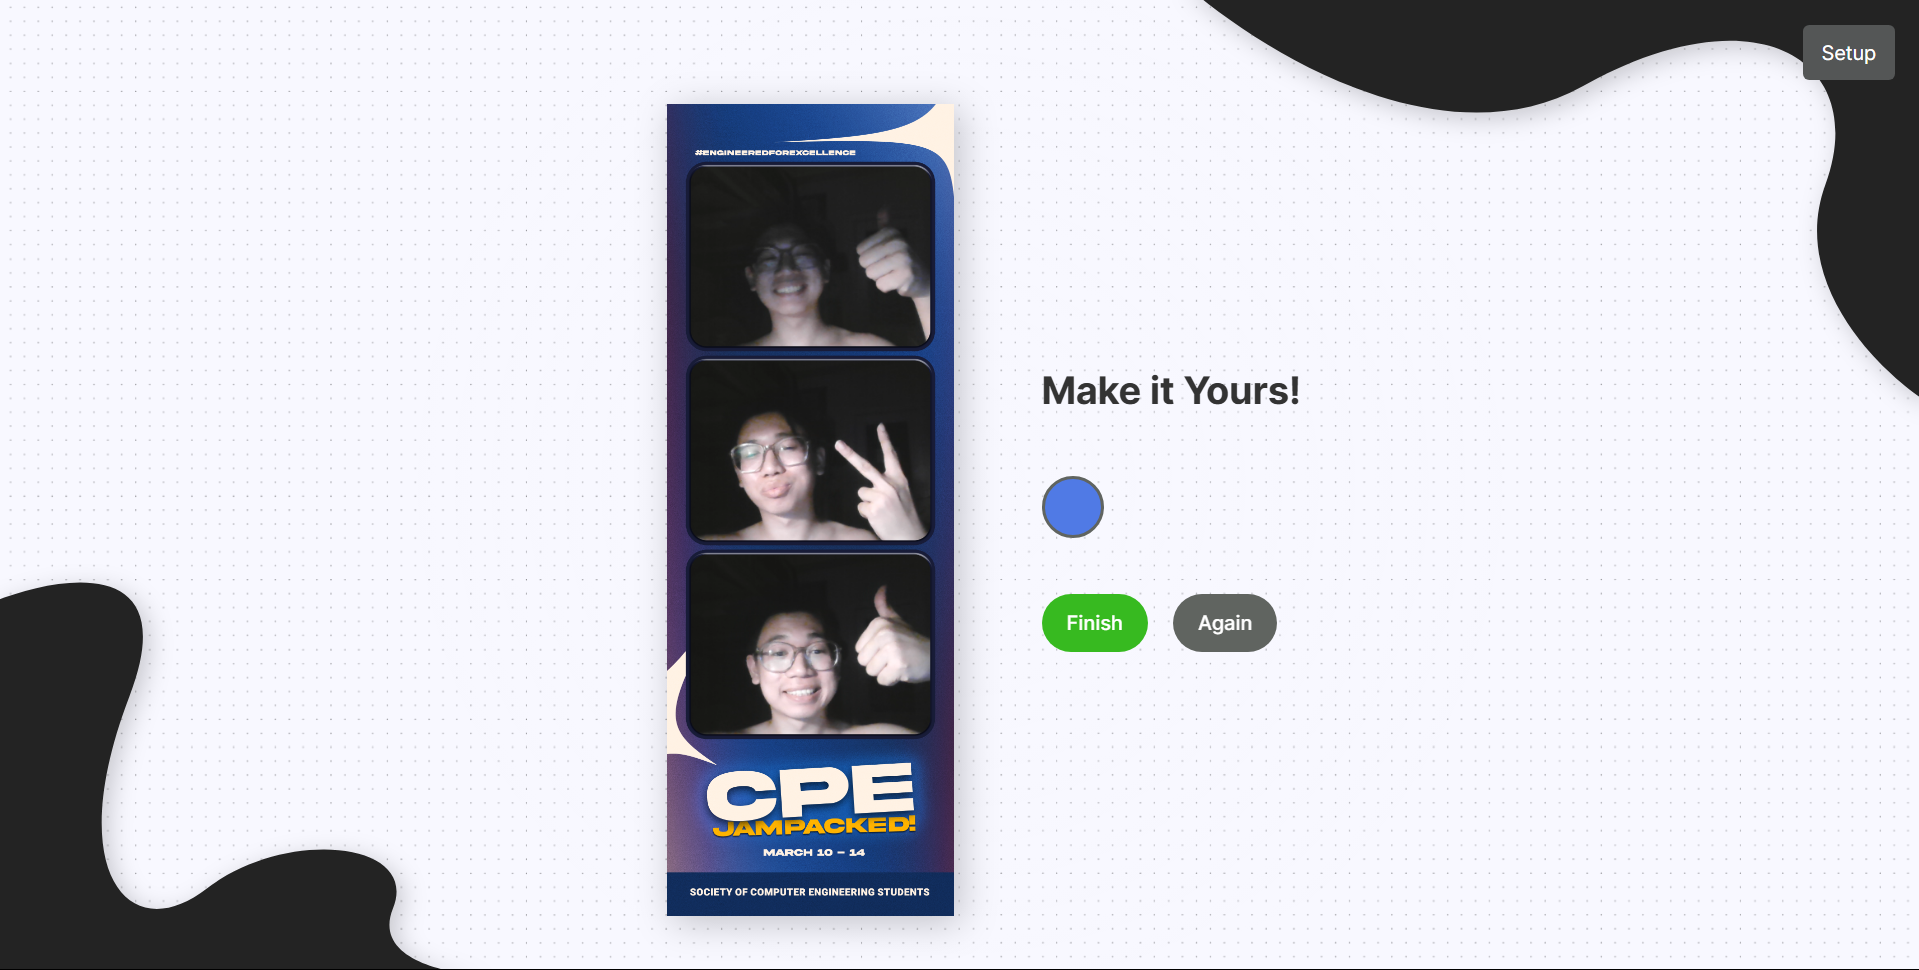 Setup
#ENGINEEREDFOREXCELLENCE
Make it Yours!
Finish
Again
CPE
JAMPACKED!
MARCH 10 – 14
SOCIETY OF COMPUTER ENGINEERING STUDENTS